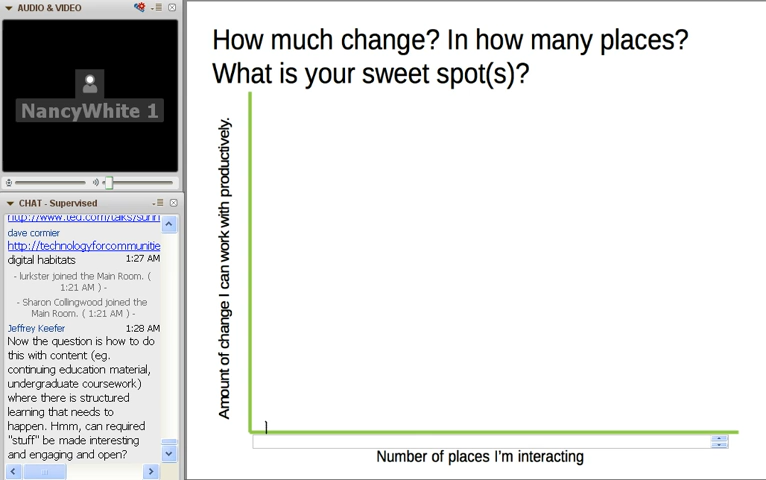 AUDIO & VIDEO
NancyWhite 1
CHAT - Supervised
dave cormier
http://technologyforcommunitie
digital habitats 1:27 AM
- lurkster joined the Main Room. (
1:21 AM ) -
- Sharon Collingwood joined the
Main Room. ( 1:21 AM ) -
Jeffrey Keefer 1:28 AM
Now the question is how to do
this with content (eg.
continuing education material,
undergraduate coursework)
where there is structured
learning that needs to
happen. Hmm, can required
"stuff" be made interesting
and engaging and open?
How much change? In how many places?
What is your sweet spot(s)?
Amount of change I can work with productively.
Number of places I'm interacting